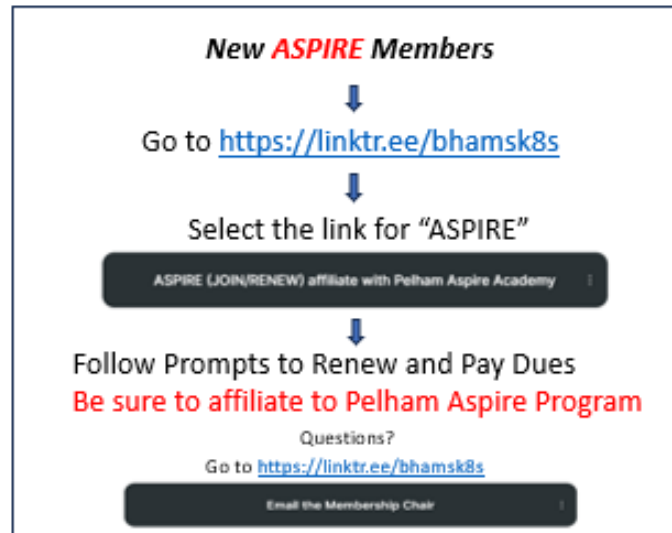 New ASPIRE Members
Go to https://linktr.ee/bhamsk8s
Select the link for “ASPIRE”
ASPIRE (JOIN/RENEW) affiliate with Pelham Aspire Academy
Follow Prompts to Renew and Pay Dues
Be sure to affiliate to Pelham Aspire Program
Questions?
Go to https://linktr.ee/bhamsk8s
Email the Membership Chair